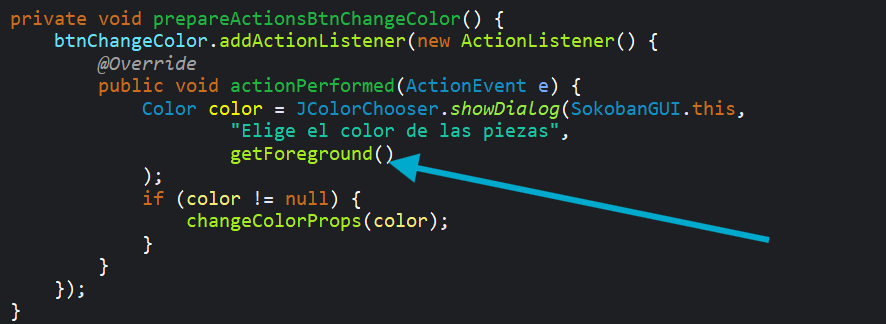 private void prepareActionsBtnChangeColor() {
btnChangeColor.addActionListener(new ActionListener() {
@Override
public void actionPerformed(ActionEvent e) {
Color color = JColorChooser.showDialog(SokobanGUI.this,
"Elige el color de las piezas",
getForeground()
);
if (color != null) {
changeColorProps(color);
}
}
});
}